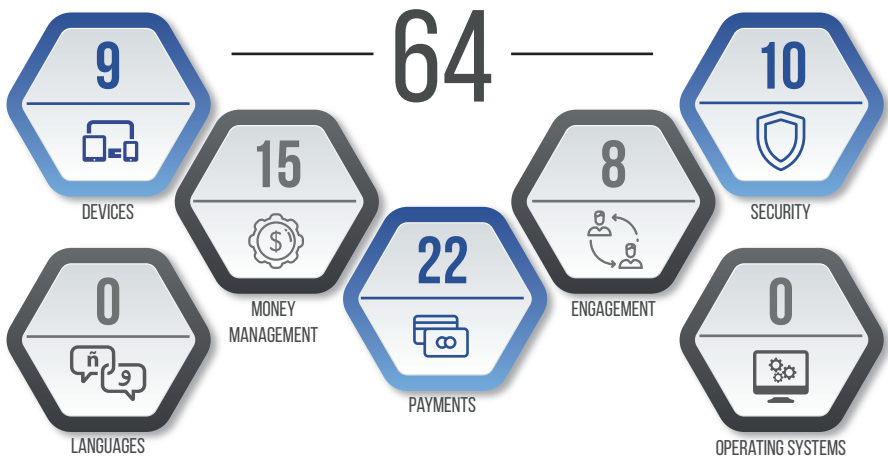 64
9
DEVICES
15
MONEY
MANAGEMENT
22
PAYMENTS
8
ENGAGEMENT
10
SECURITY
0
ñ
و
LANGUAGES
$
0
OPERATING SYSTEMS